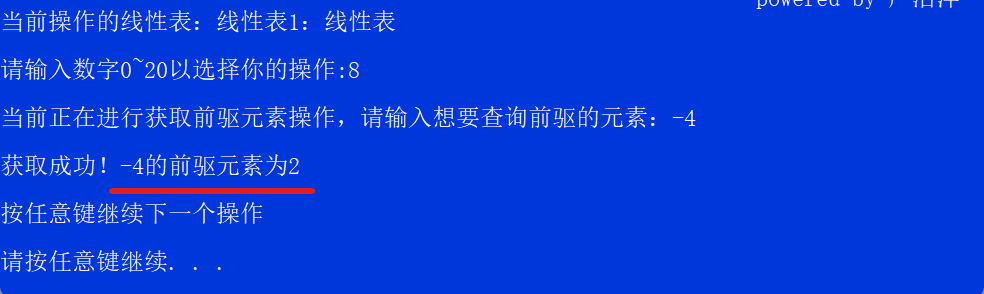 powered by
当前操作的线性表：线性表1：线性表
请输入数字0~20以选择你的操作:8
当前正在进行获取前驱元素操作，请输入想要查询前驱的元素：-4
获取成功！-4的前驱元素为2
按任意键继续下一个操作
请按任意键继续. . .